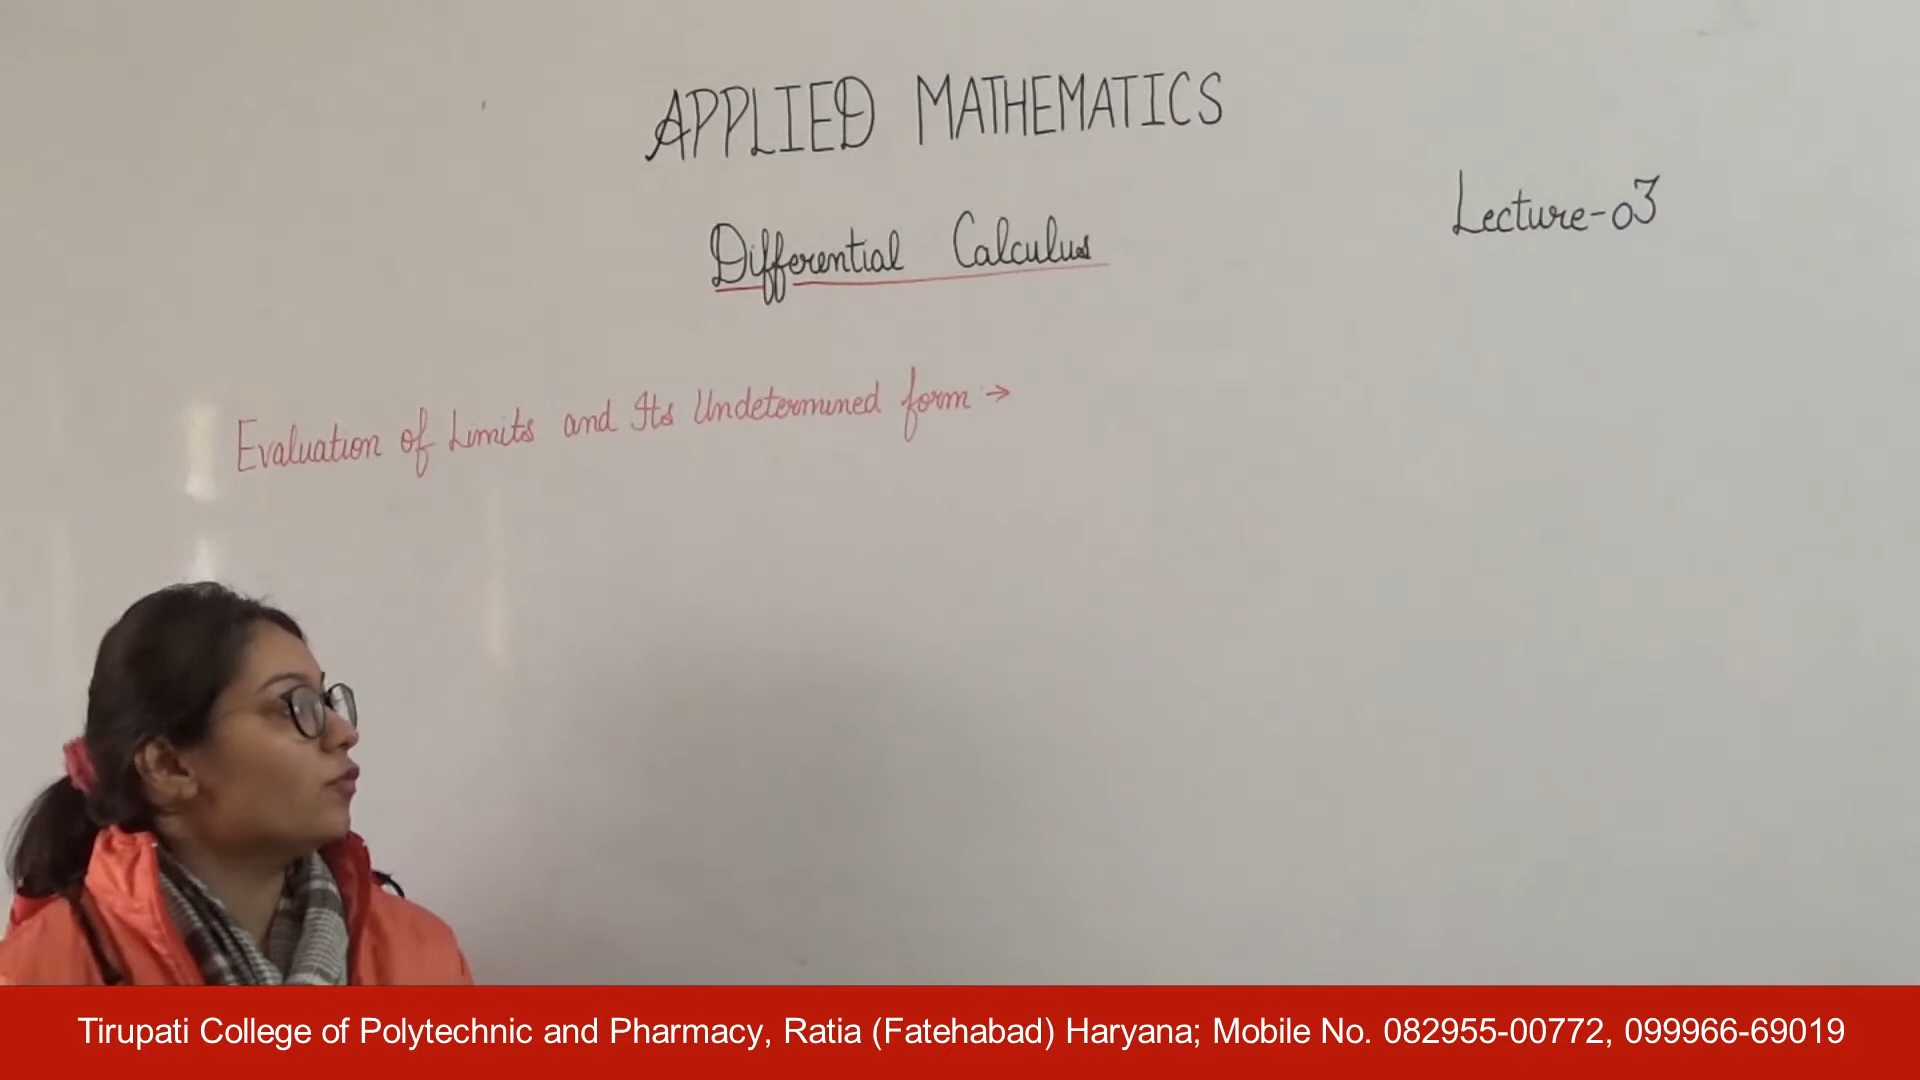 APPLIED MATHEMATICS
Lecture-03
Differential Calculus
Evaluation of Limits and Its Undetermined form :→
Tirupati College of Polytechnic and Pharmacy, Ratia (Fatehabad) Haryana; Mobile No. 082955-00772, 099966-69019